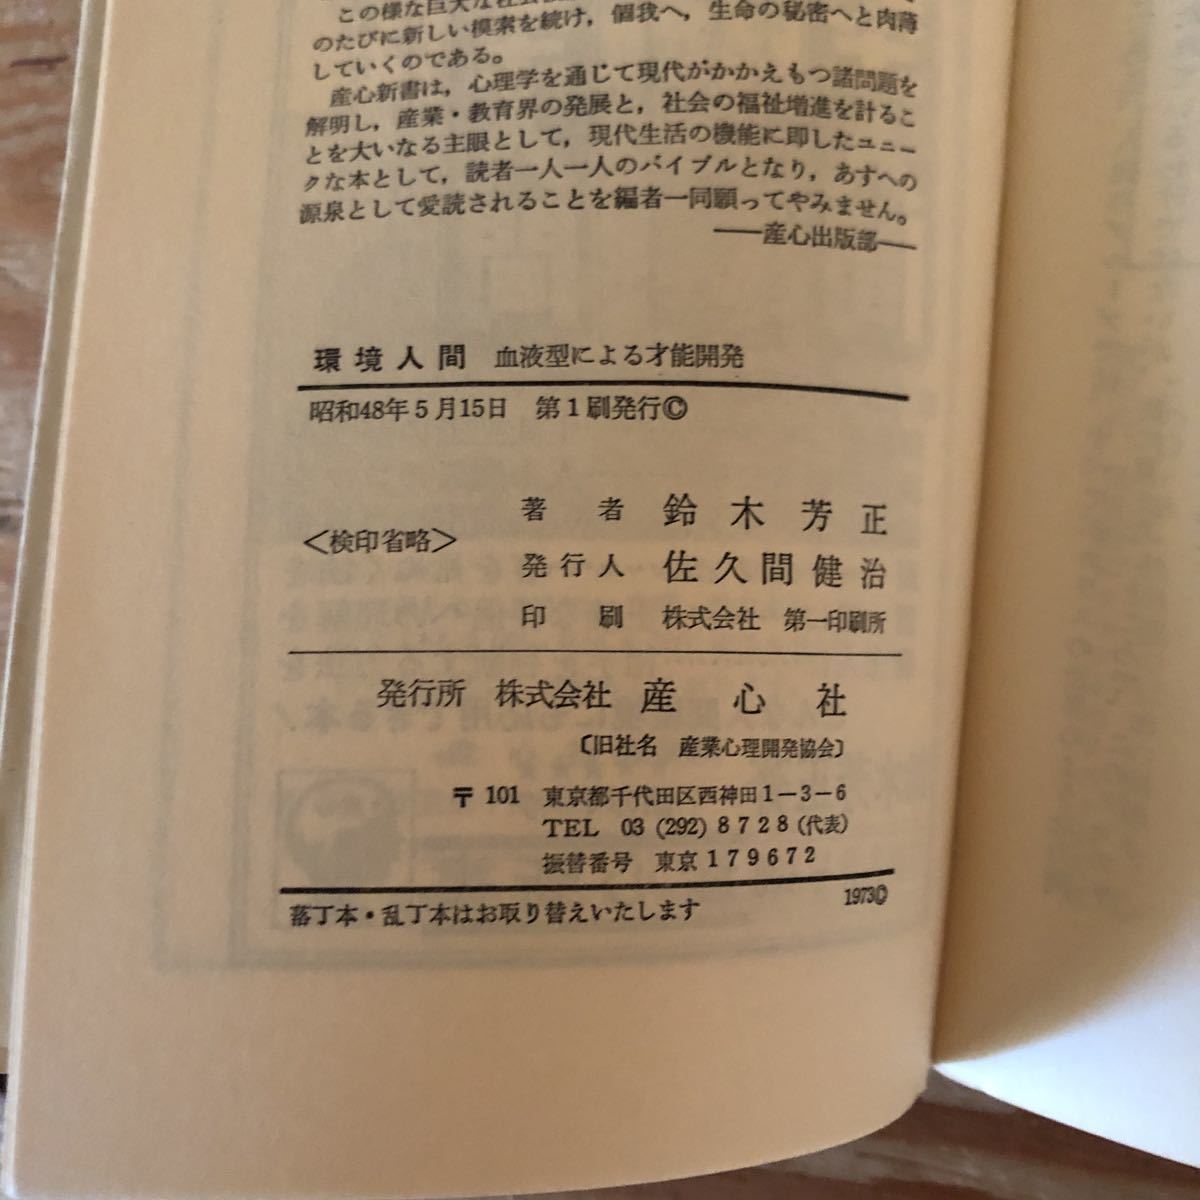 この様な巨大な社会
のたびに新しい模索を続け，個我へ，生命の秘密へと肉薄
していくのである。
産心新書は，心理学を通じて現代がかかえもつ諸問題を
解明し，産業・教育界の発展と，社会の福祉増進を計るこ
とを大いなる主眼として，現代生活の機能に即したユニー
クな本として，読者一人一人のバイブルとなり，あすへの
源泉として愛読されることを編者一同願ってやみません。
──産心出版部──
環境人間 血液型による才能開発
昭和48年5月15日 第1刷発行©
著者 鈴木芳正
<検印省略>
発行人 佐久間健治
印刷 株式会社 第一印刷所
発行所 株式会社 産心社
〔旧社名 産業心理開発協会〕
〒101 東京都千代田区西神田1-3-6
TEL 03 (292) 8728 (代表)
振替番号 東京179672
1973©
落丁本・乱丁本はお取り替えいたします